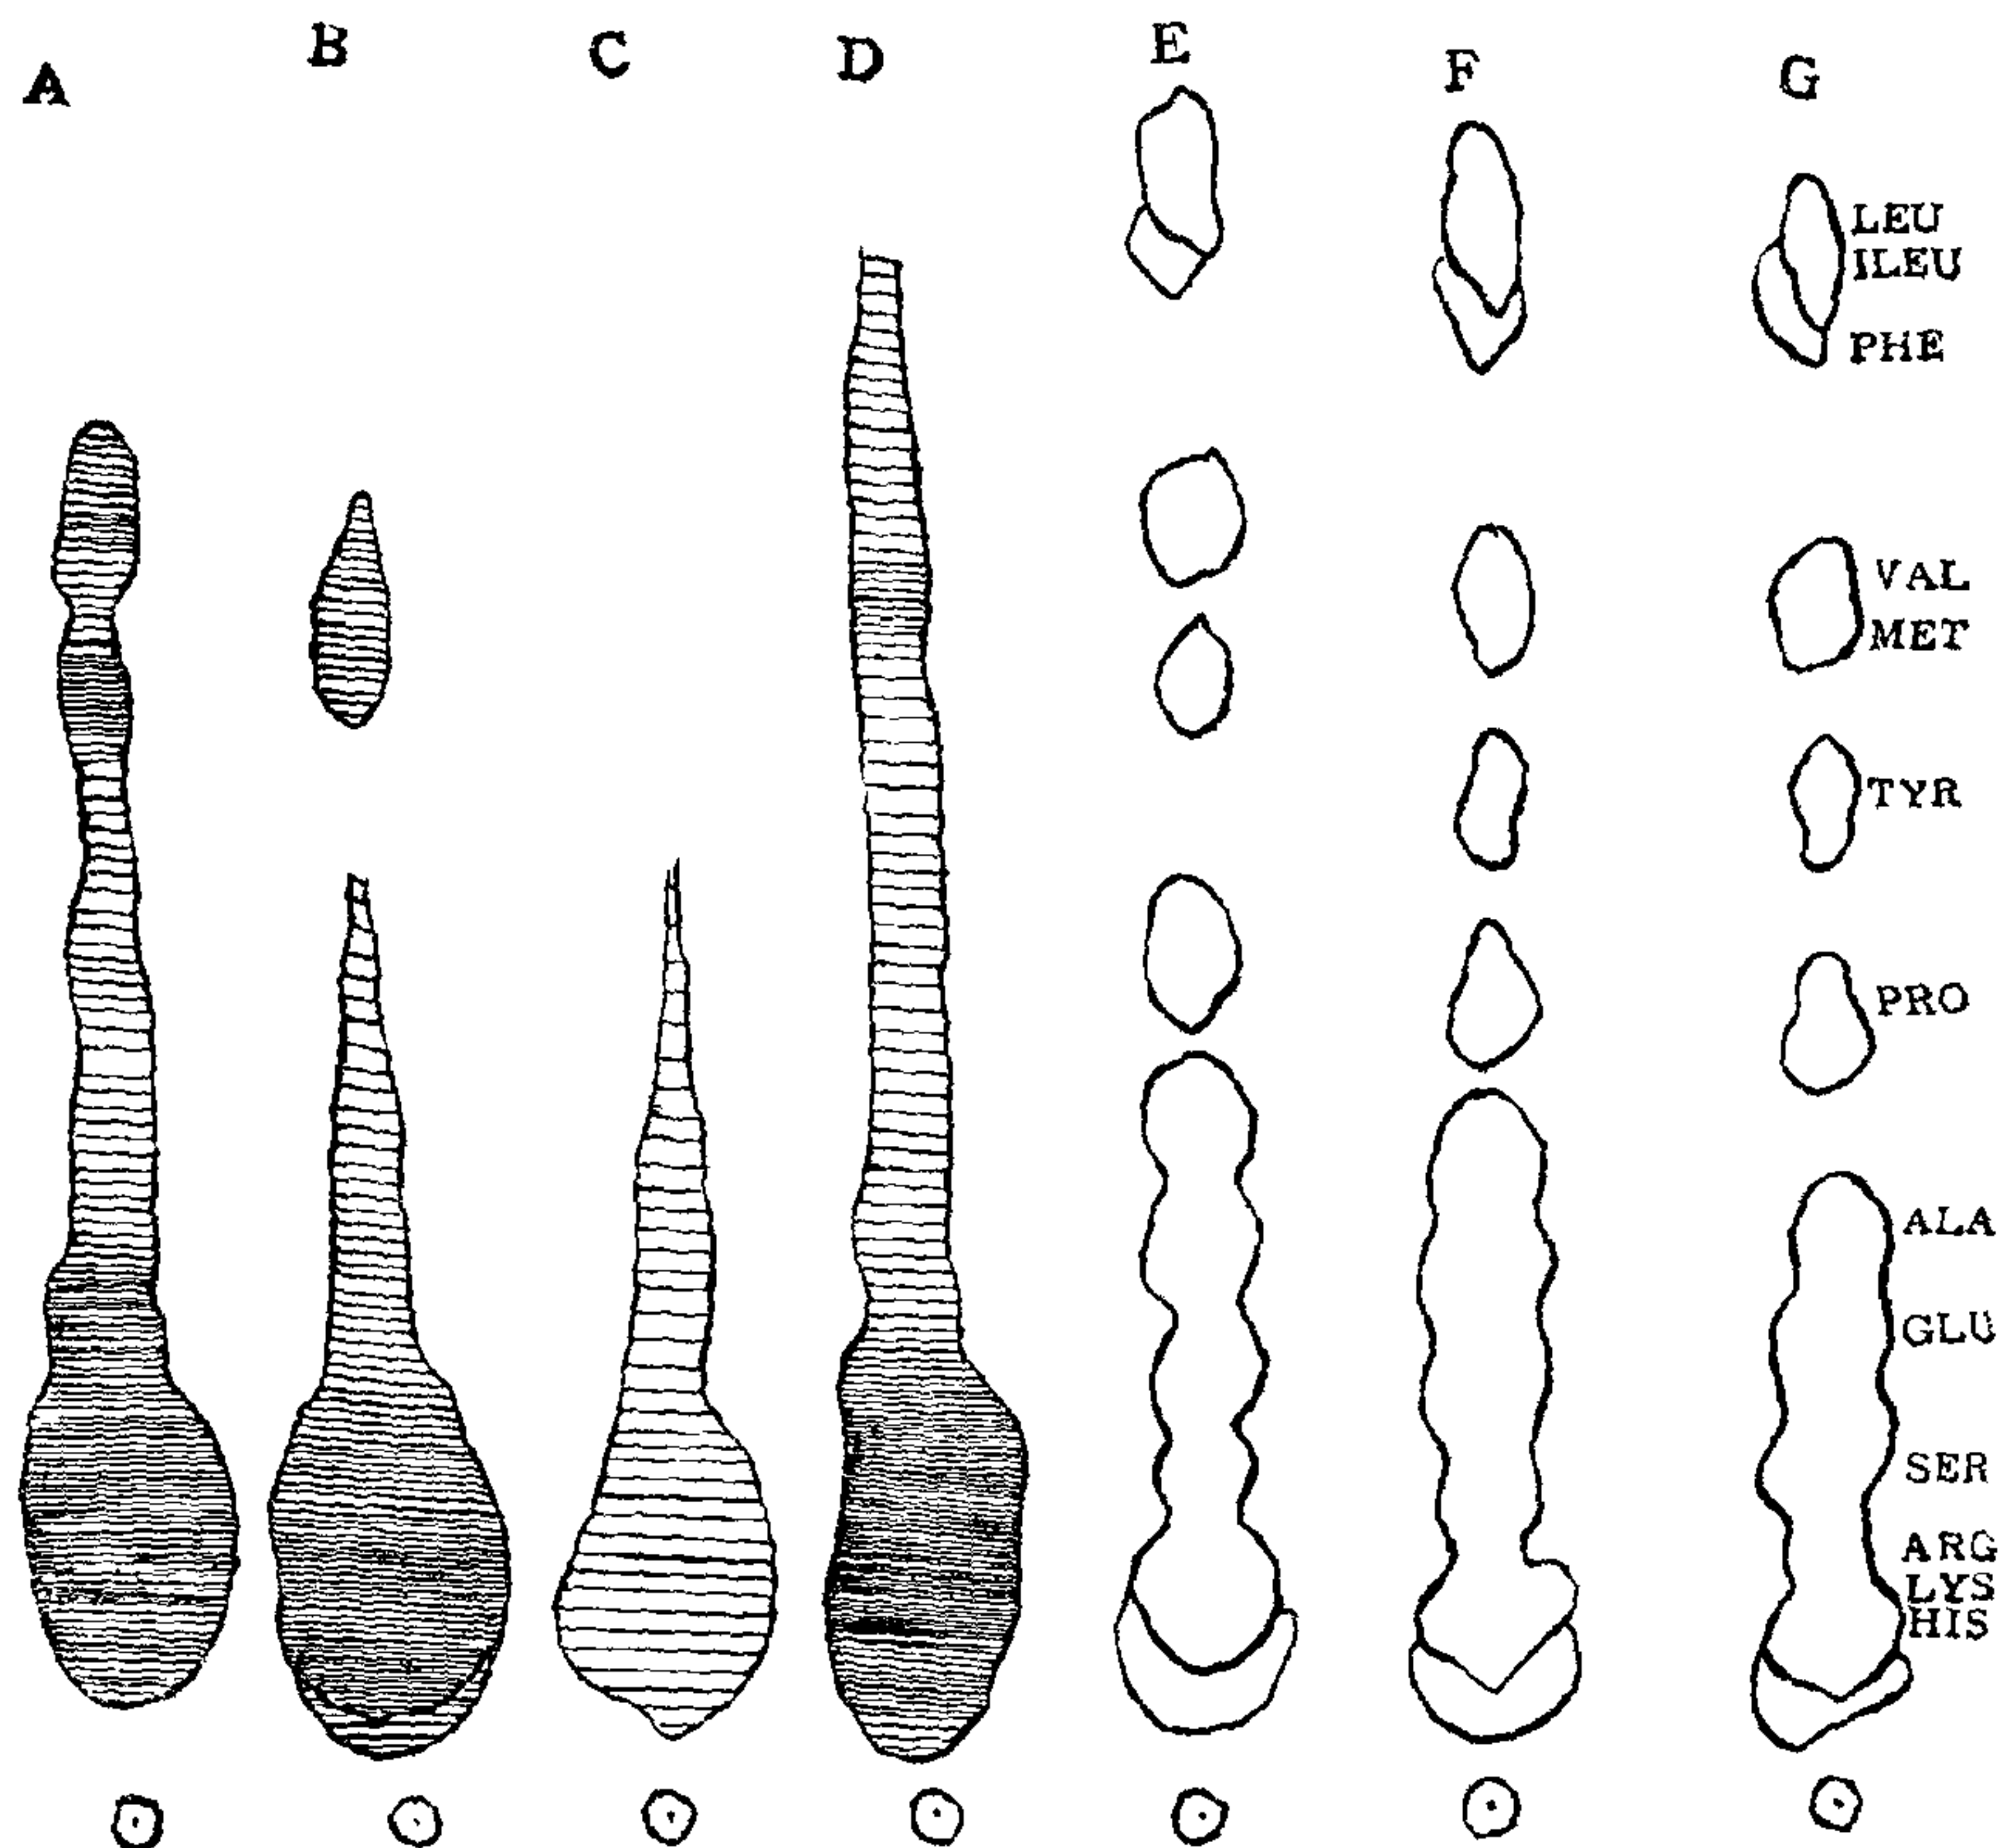 A B C D E F G
LEU
ILEU
PHE
VAL
MET
TYR
PRO
ALA
GLU
SER
ARG
LYS
HIS